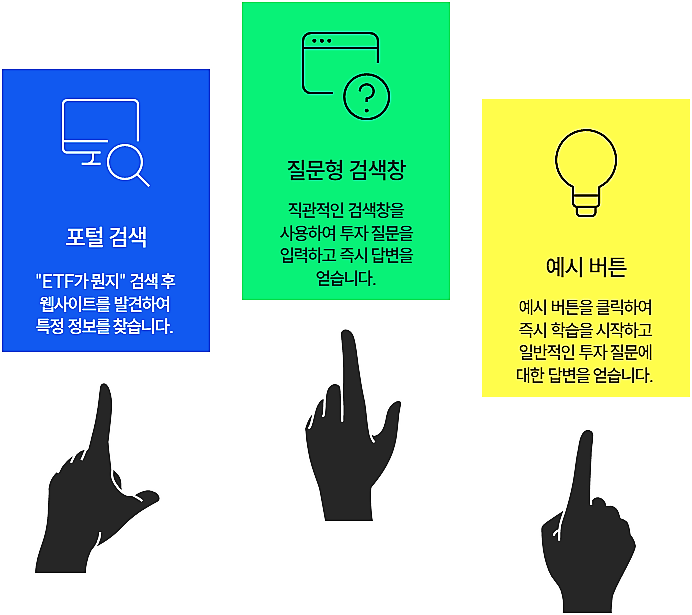 포털 검색
"ETF가 뭔지" 검색 후
웹사이트를 발견하여
특정 정보를 찾습니다.
질문형 검색창
직관적인 검색창을
사용하여 투자 질문을
입력하고 즉시 답변을
얻습니다.
예시 버튼
예시 버튼을 클릭하여
즉시 학습을 시작하고
일반적인 투자 질문에
대한 답변을 얻습니다.